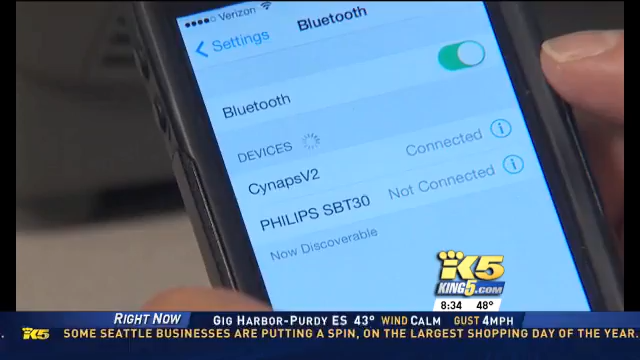 Verizon
Settings
Bluetooth
Bluetooth
DEVICES
CynapsV2 Connected
PHILIPS SBT30 Not Connected
Now Discoverable
K5
KING5.COM
8:34 48°
RIGHT NOW GIG HARBOR-PURDY ES 43° WIND CALM GUST 4MPH
K5 SOME SEATTLE BUSINESSES ARE PUTTING A SPIN, ON THE LARGEST SHOPPING DAY OF THE YEAR.